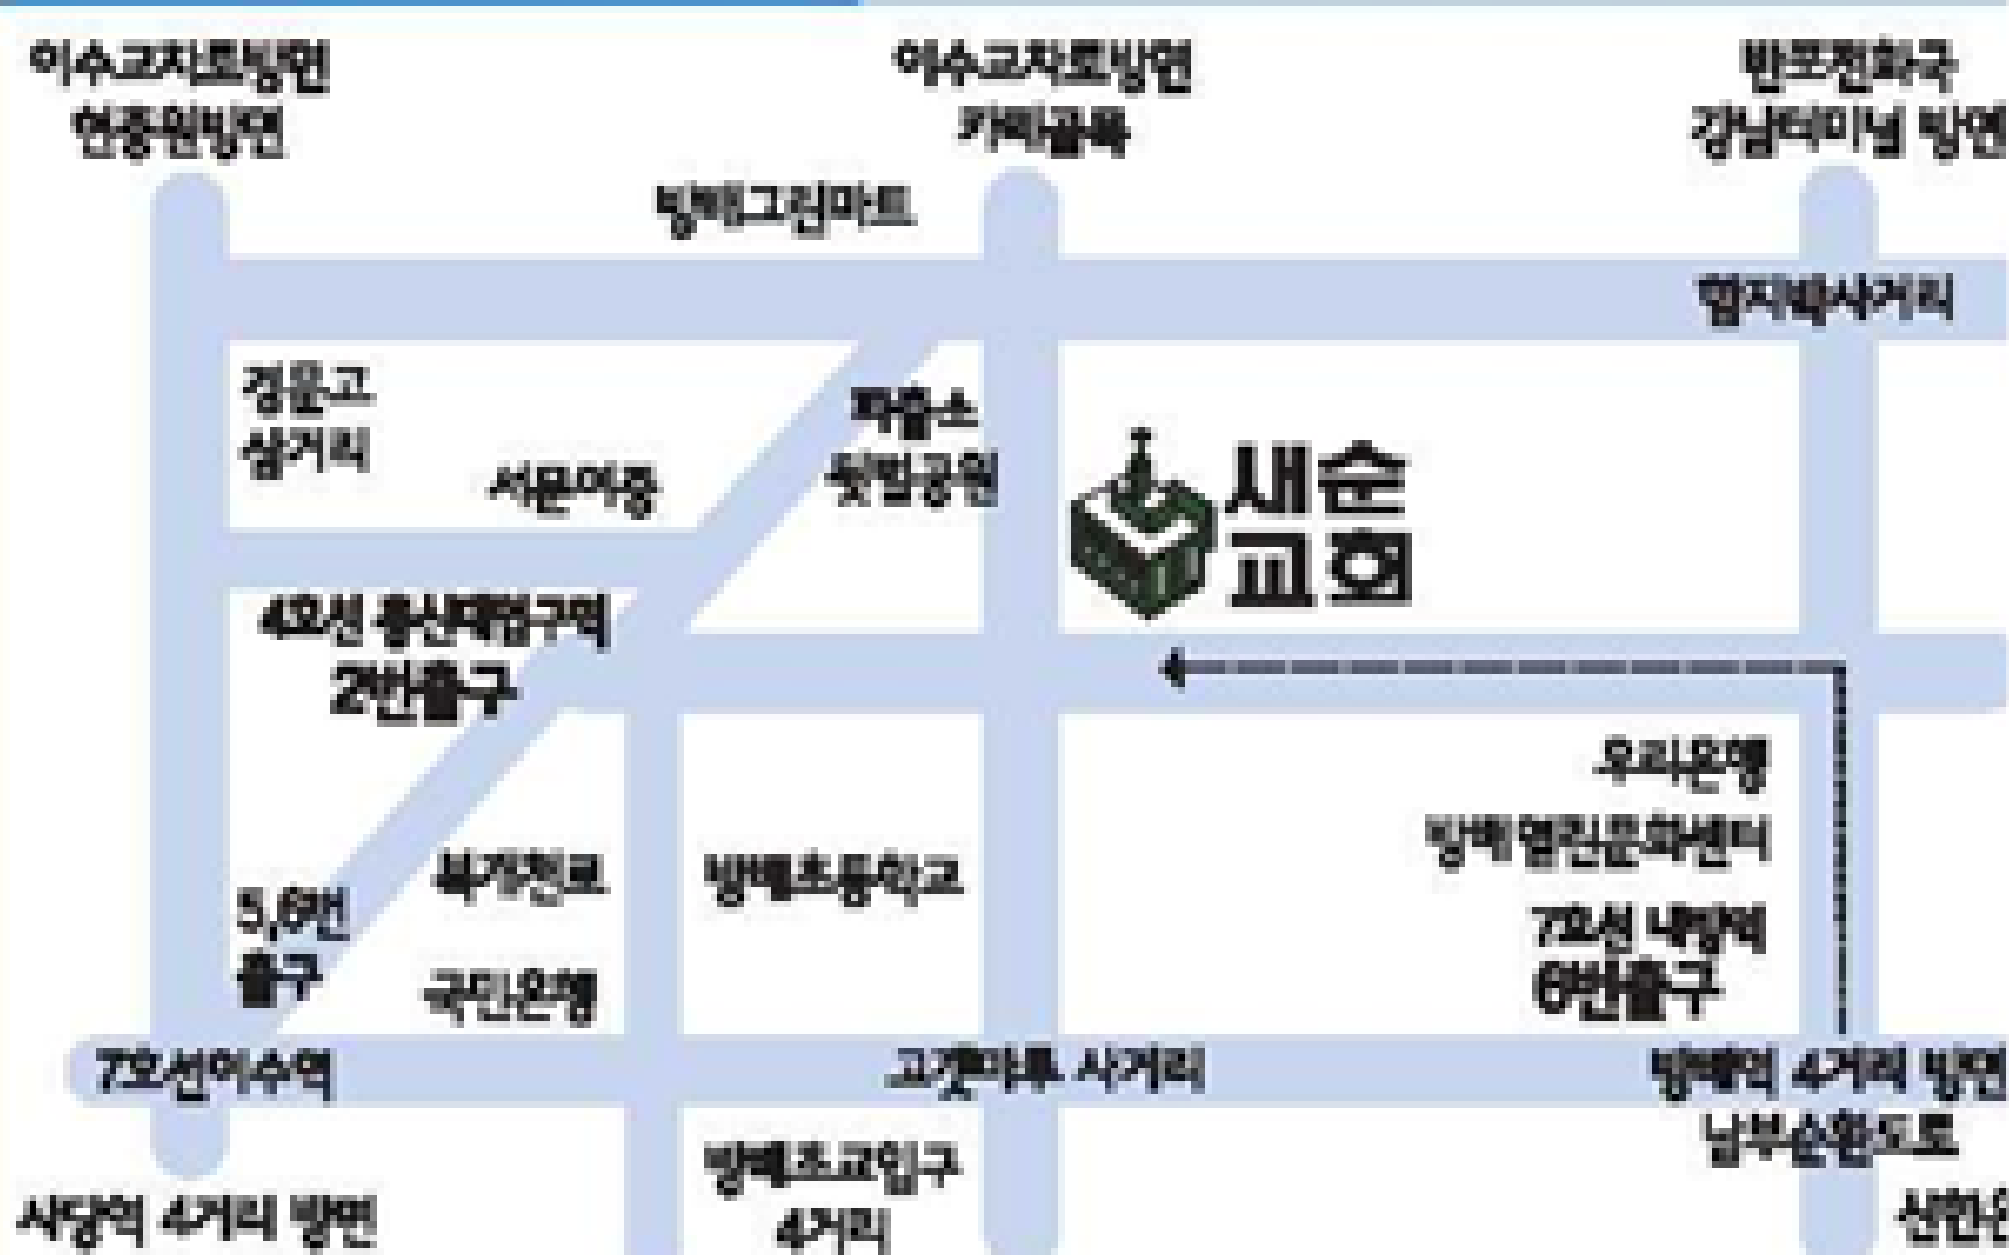 이수교차로방면
현충원방면
이수교차로방면
카페골목
반포전화국
강남터미널 방면
방배그린마트
함지박사거리
경문고
삼거리
서문여중
파출소
뒷벌공원
새순
교회
4호선 총신대입구역
2번출구
우리은행
방배열린문화센터
7호선 내방역
6번출구
5,6번
출구
복개천로
국민은행
방배초등학교
7호선이수역
고갯마루 사거리
방배역 4거리 방면
남부순환도로
방배초교입구
4거리
사당역 4거리 방면
신한은